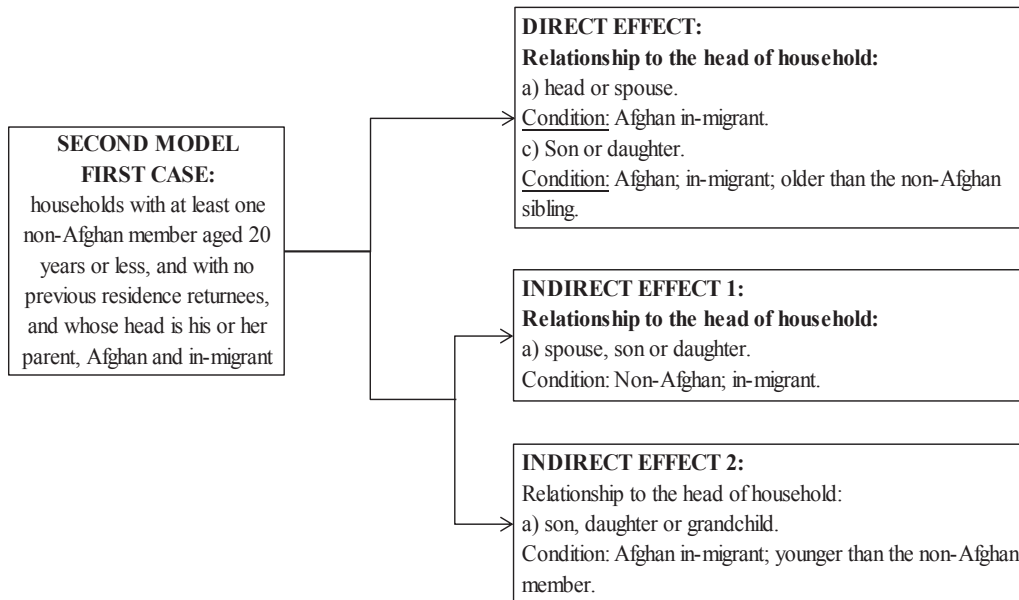 SECOND MODEL
FIRST CASE:
households with at least one
non-Afghan member aged 20
years or less, and with no
previous residence returnees,
and whose head is his or her
parent, Afghan and in-migrant
DIRECT EFFECT:
Relationship to the head of household:
a) head or spouse.
Condition: Afghan in-migrant.
c) Son or daughter.
Condition: Afghan; in-migrant; older than the non-Afghan
sibling.
INDIRECT EFFECT 1:
Relationship to the head of household:
a) spouse, son or daughter.
Condition: Non-Afghan; in-migrant.
INDIRECT EFFECT 2:
Relationship to the head of household:
a) son, daughter or grandchild.
Condition: Afghan in-migrant; younger than the non-Afghan
member.